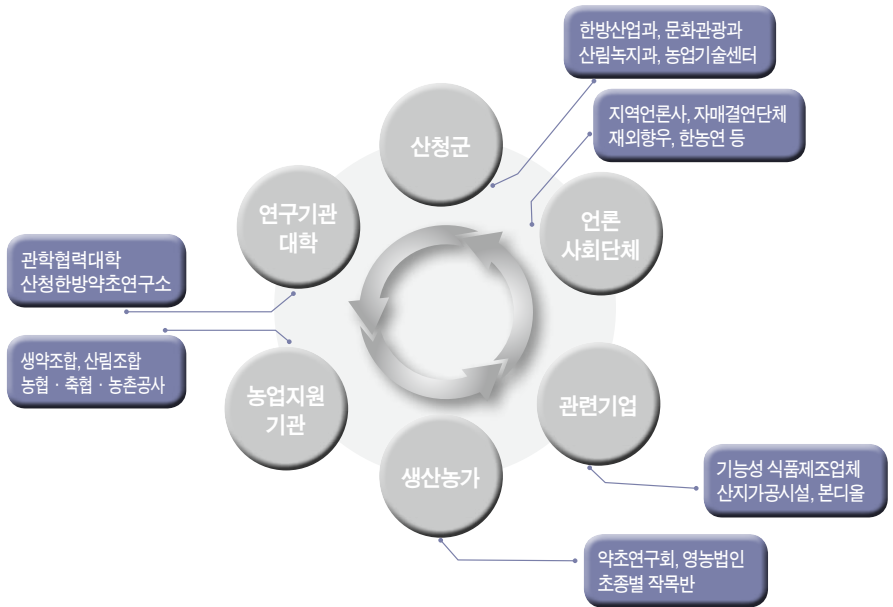 한방산업과, 문화관광과
산림녹지과, 농업기술센터
지역언론사, 자매결연단체
재외향우, 한농연 등
산청군
연구기관
대학
언론
사회단체
관학협력대학
산청한방약초연구소
생약조합, 산림조합
농협 · 축협 · 농촌공사
농업지원
기관
관련기업
생산농가
기능성 식품제조업체
산지가공시설, 본디올
약초연구회, 영농법인
초종별 작목반